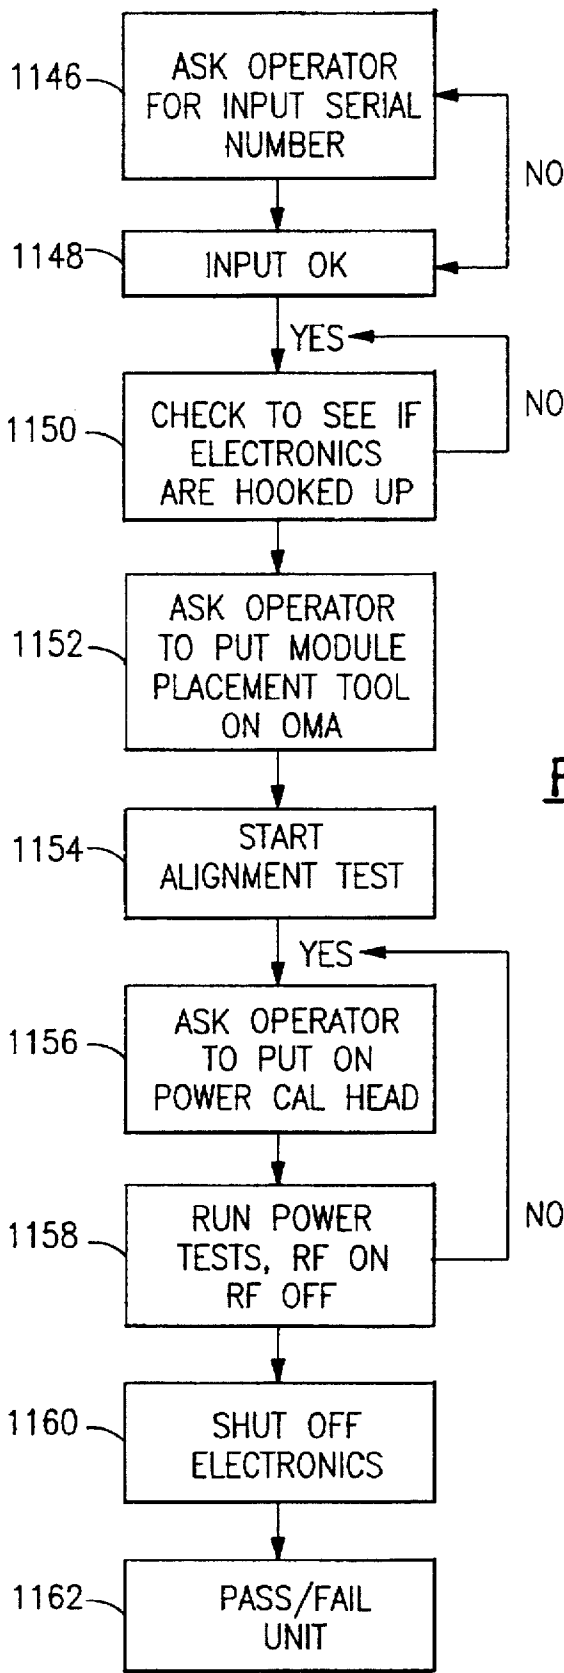 1146
ASK OPERATOR
FOR INPUT SERIAL
NUMBER
NO
1148
INPUT OK
YES
NO
1150
CHECK TO SEE IF
ELECTRONICS
ARE HOOKED UP
1152
ASK OPERATOR
TO PUT MODULE
PLACEMENT TOOL
ON OMA
1154
START
ALIGNMENT TEST
YES
1156
ASK OPERATOR
TO PUT ON
POWER CAL HEAD
1158
RUN POWER
TESTS, RF ON
RF OFF
NO
1160
SHUT OFF
ELECTRONICS
1162
PASS/FAIL
UNIT